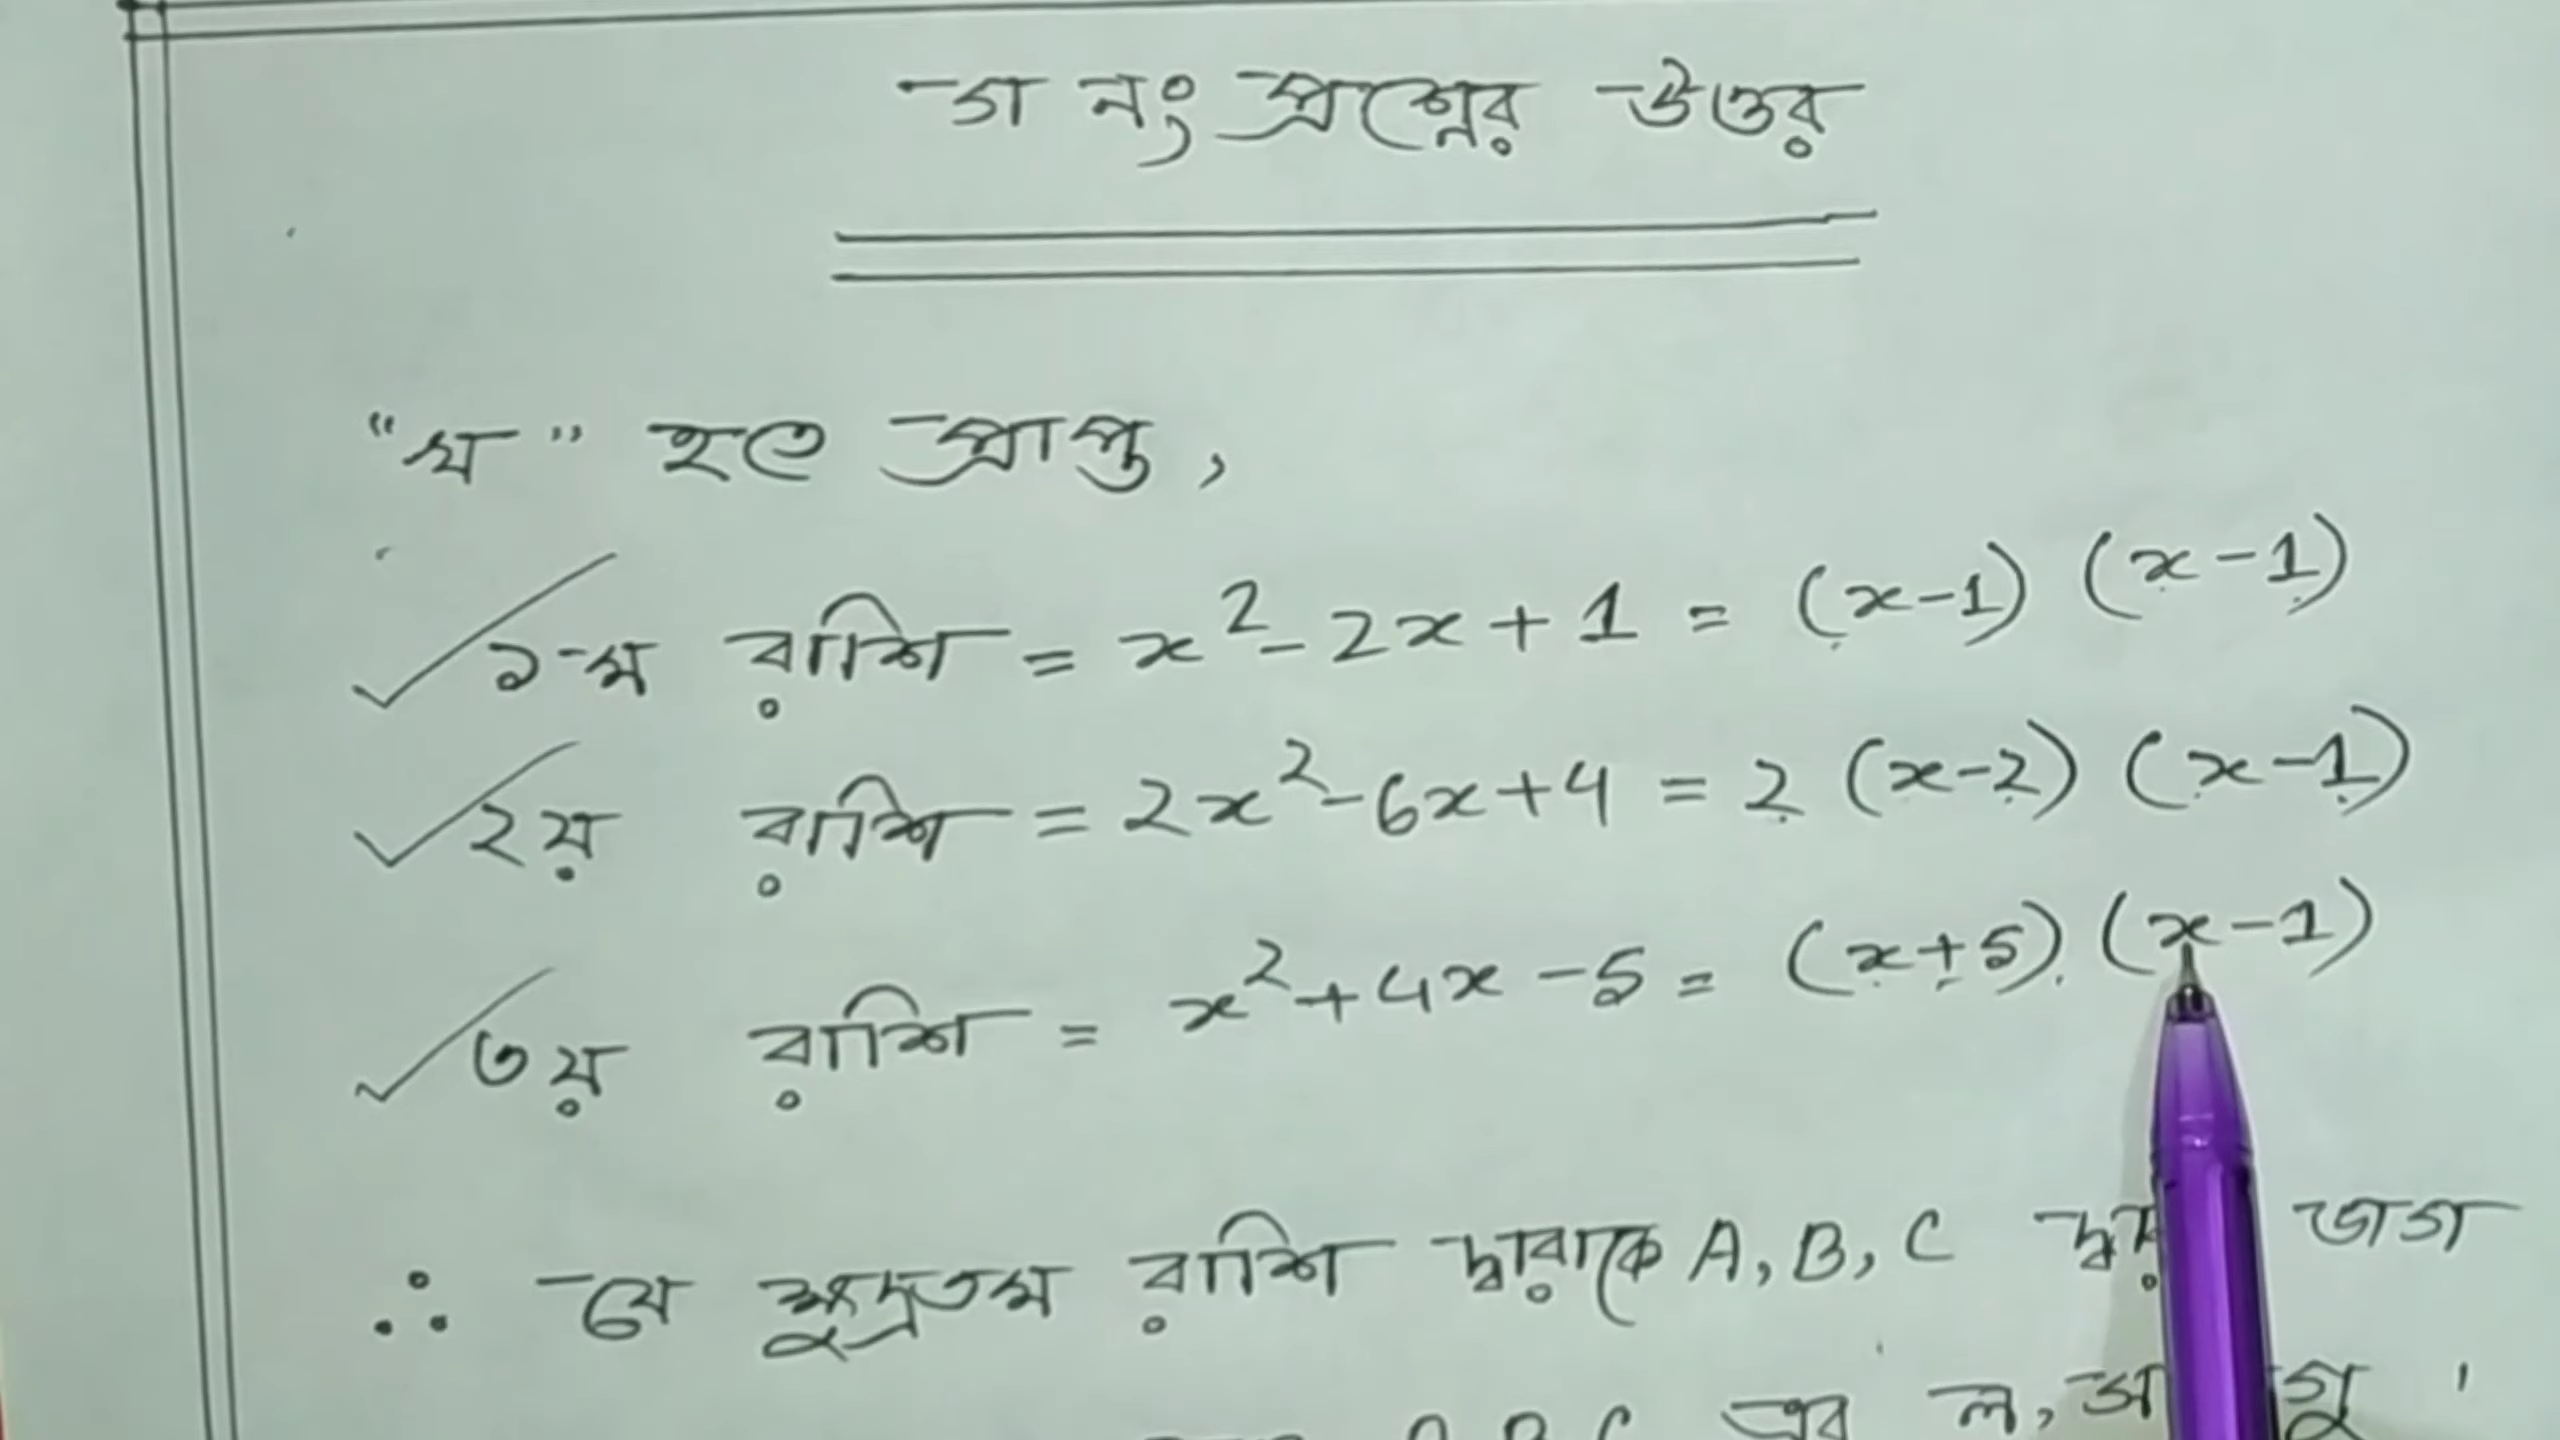 গ নং প্রশ্নের উত্তর
"খ" হতে প্রাপ্ত,
১-ম রাশি = x² - 2x + 1 = (x-1) (x-1)
২য় রাশি = 2x² - 6x + 4 = 2 (x-2) (x-1)
৩য় রাশি = x² + 4x - 5 = (x+5) (x-1)
∴ যে ক্ষুদ্রতম রাশি দ্বারাকে A, B, C ভাগ
A, B, C এর ল,সা